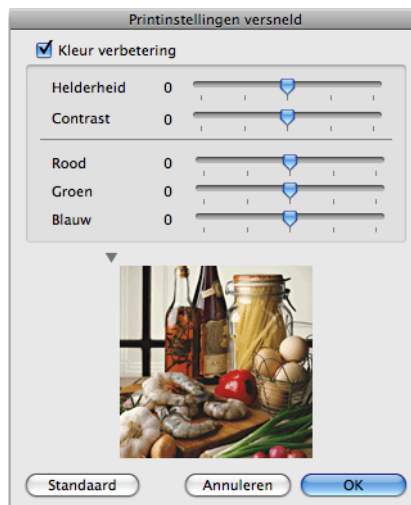 Printinstellingen versneld
Kleur verbetering
Helderheid 0
Contrast 0
Rood 0
Groen 0
Blauw 0
Standaard Annuleren OK